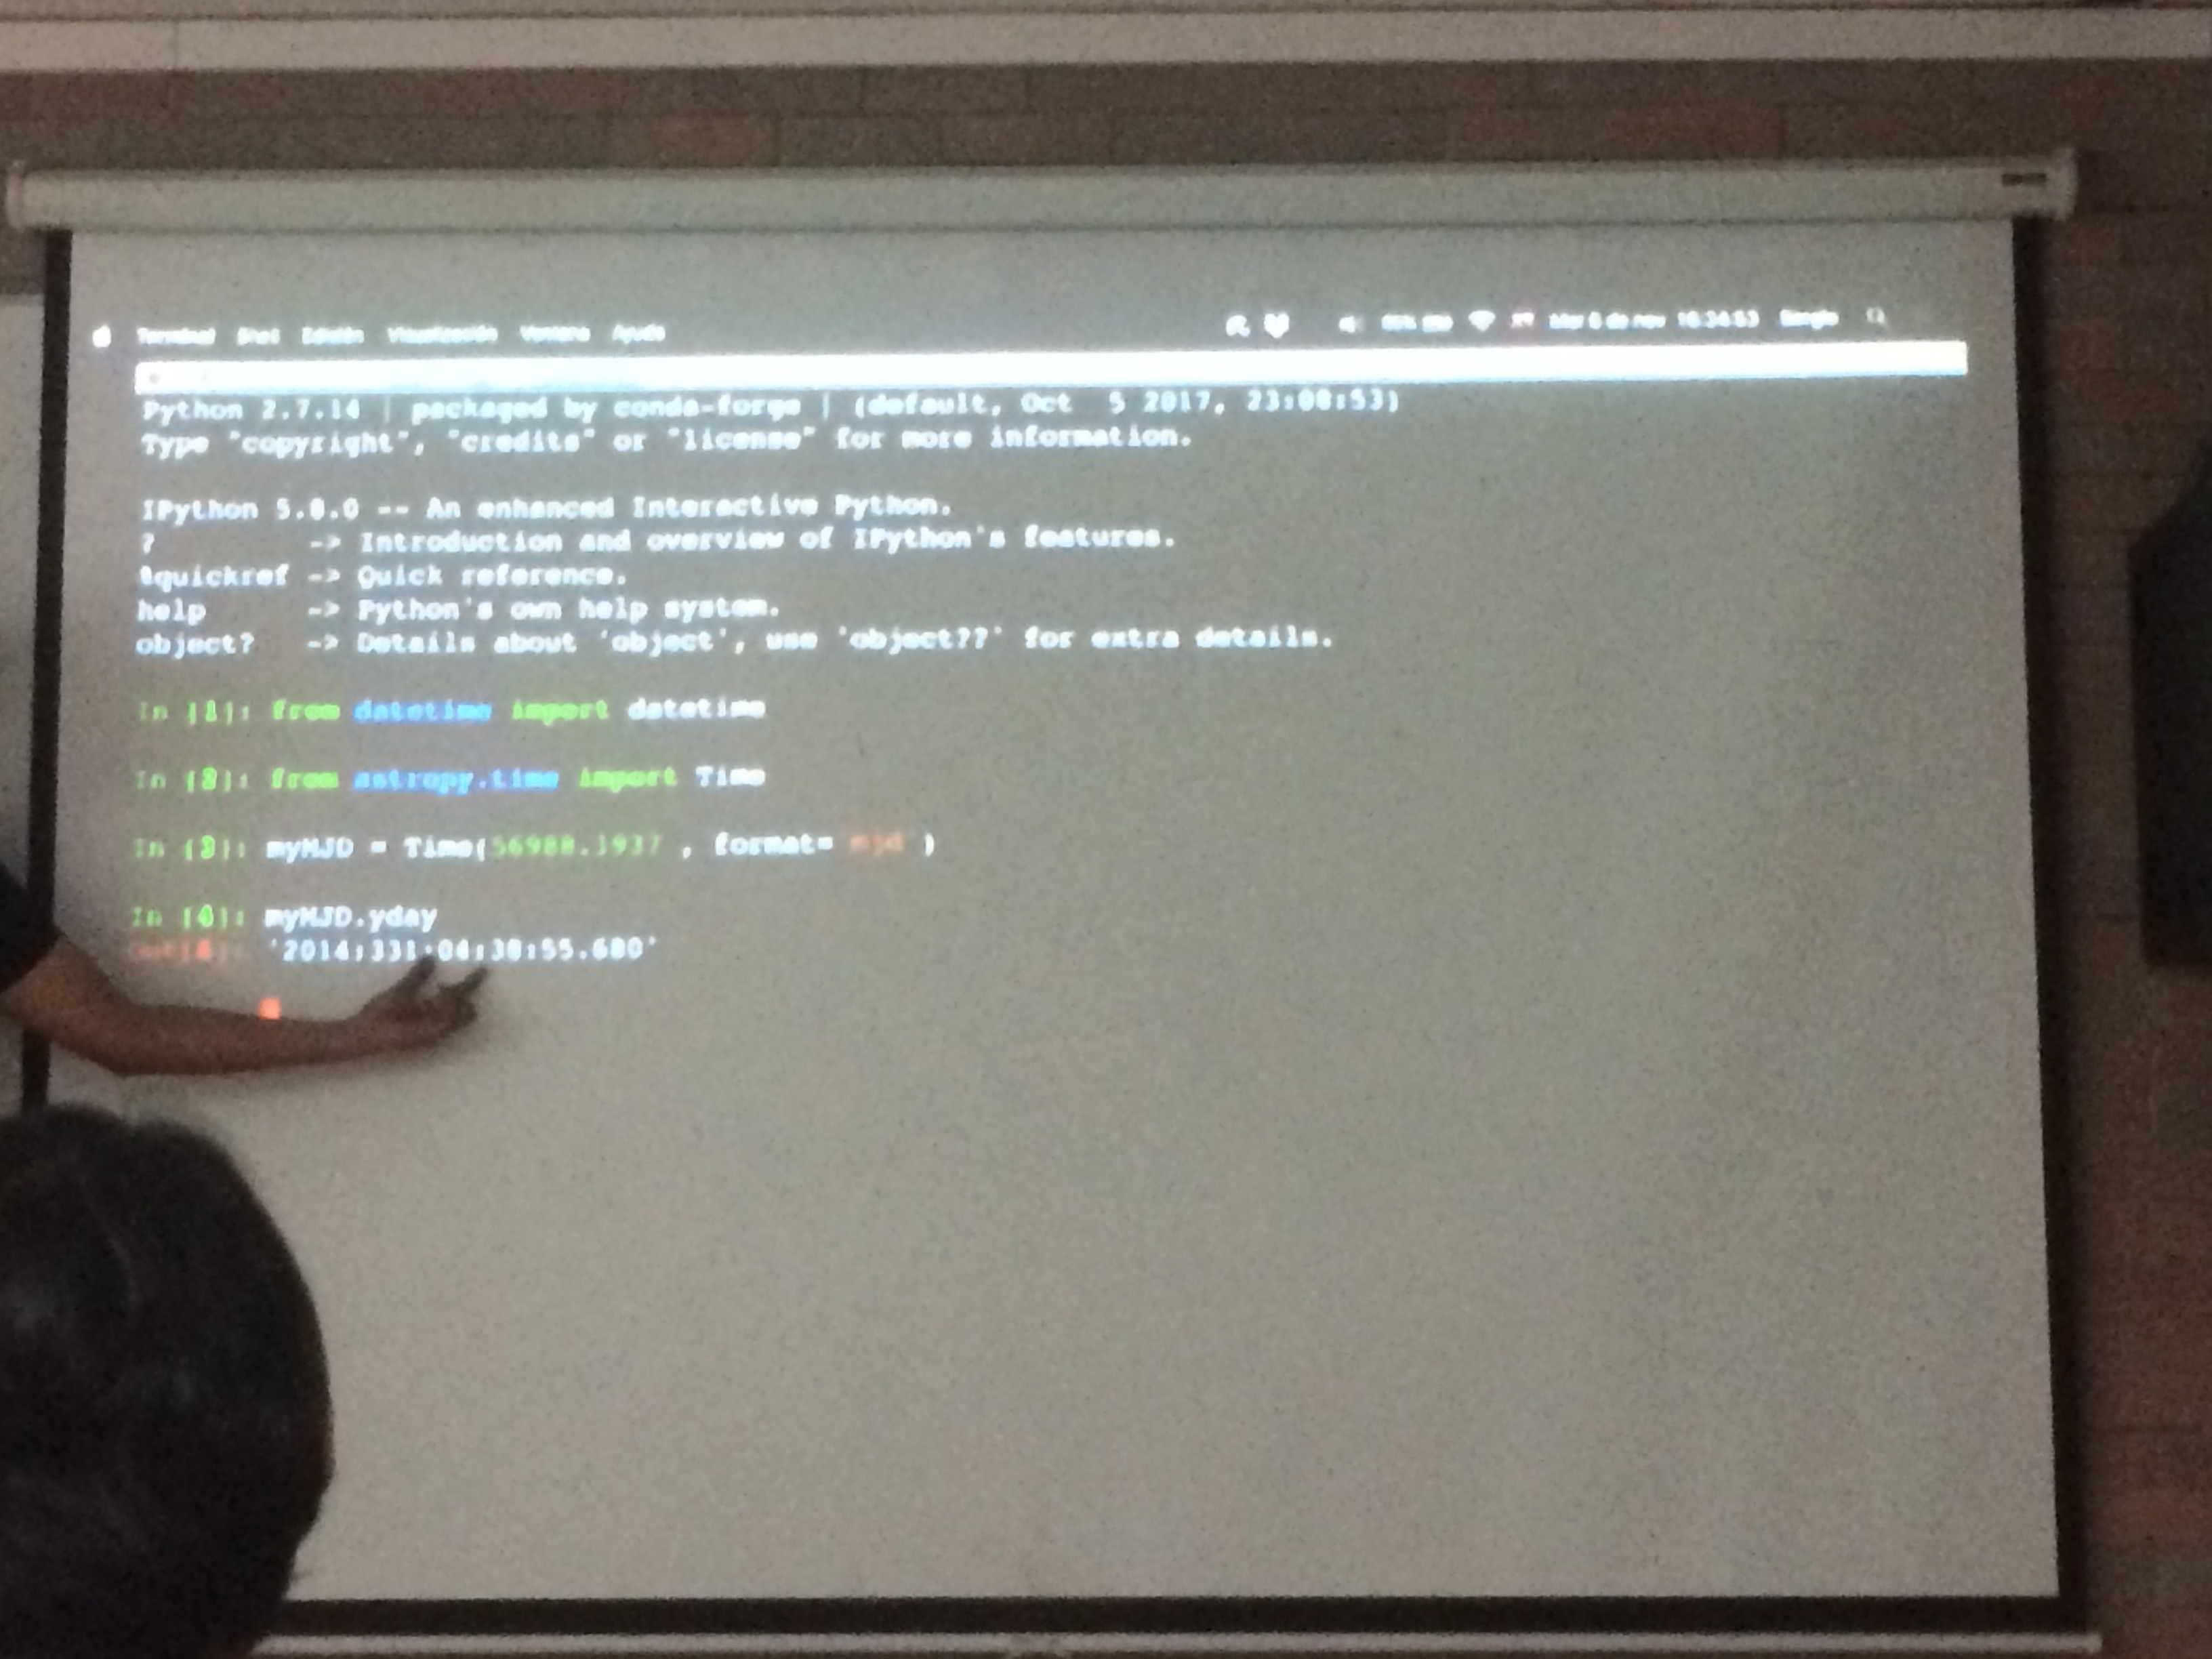 Terminal Shell Edición Visualización Ventana Ayuda
Mar 6 de nov 16:34:53
Python 2.7.14 | packaged by conda-forge | (default, Oct  5 2017, 23:08:53)
Type "copyright", "credits" or "license" for more information.
IPython 5.8.0 -- An enhanced Interactive Python.
?         -> Introduction and overview of IPython's features.
%quickref -> Quick reference.
help      -> Python's own help system.
object?   -> Details about 'object', use 'object??' for extra details.
In [1]: from datetime import datetime
In [2]: from astropy.time import Time
In [3]: myMJD = Time(56988.1937 , format='mjd')
In [4]: myMJD.yday
Out[4]: '2014:331:04:38:55.680'